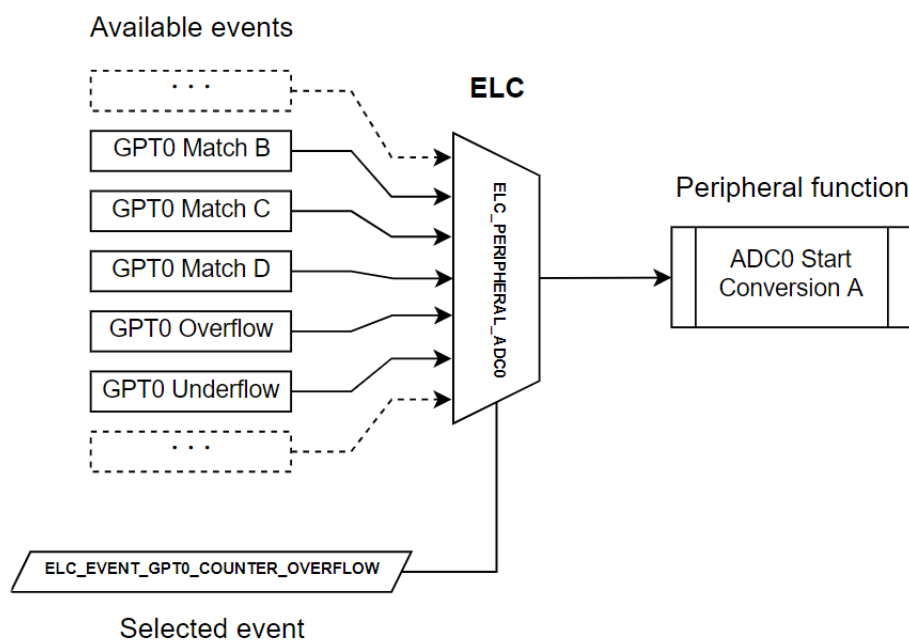 Available events
. . .
GPT0 Match B
GPT0 Match C
GPT0 Match D
GPT0 Overflow
GPT0 Underflow
. . .
ELC
ELC_PERIPHERAL_ADC0
Peripheral function
ADC0 Start
Conversion A
ELC_EVENT_GPT0_COUNTER_OVERFLOW
Selected event